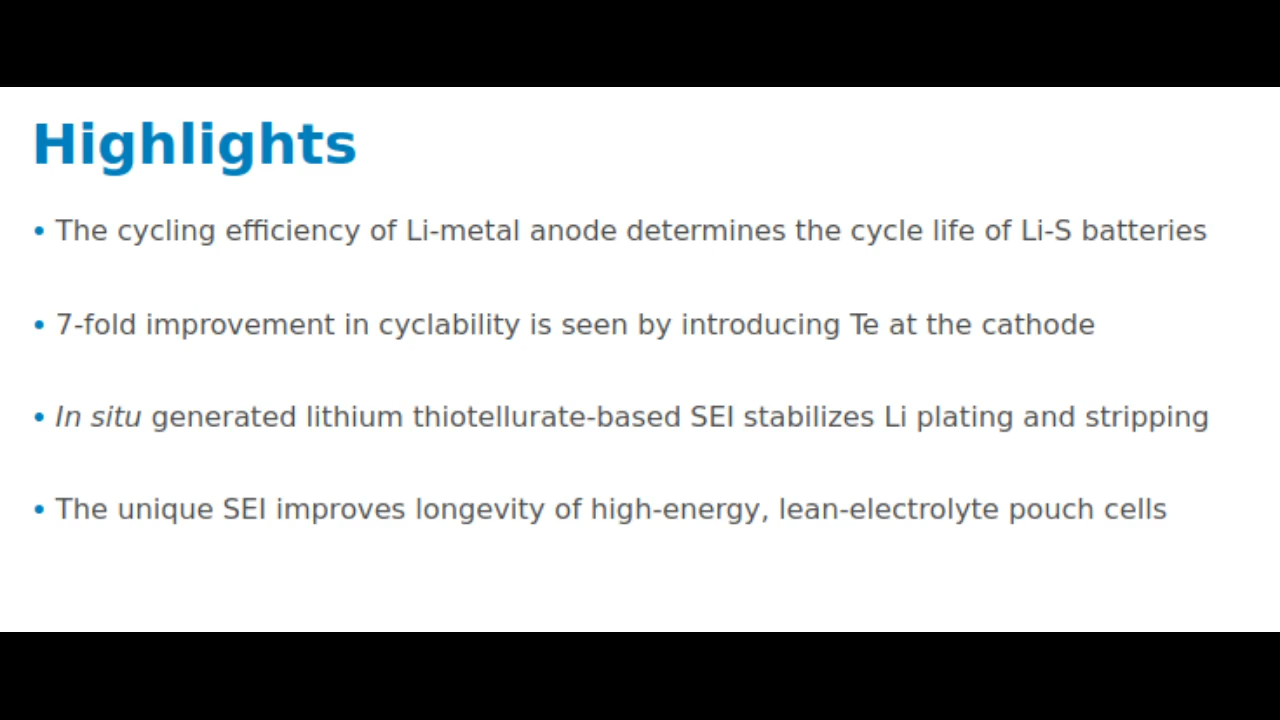 Highlights
• The cycling efficiency of Li-metal anode determines the cycle life of Li-S batteries
• 7-fold improvement in cyclability is seen by introducing Te at the cathode
• In situ generated lithium thiotellurate-based SEI stabilizes Li plating and stripping
• The unique SEI improves longevity of high-energy, lean-electrolyte pouch cells